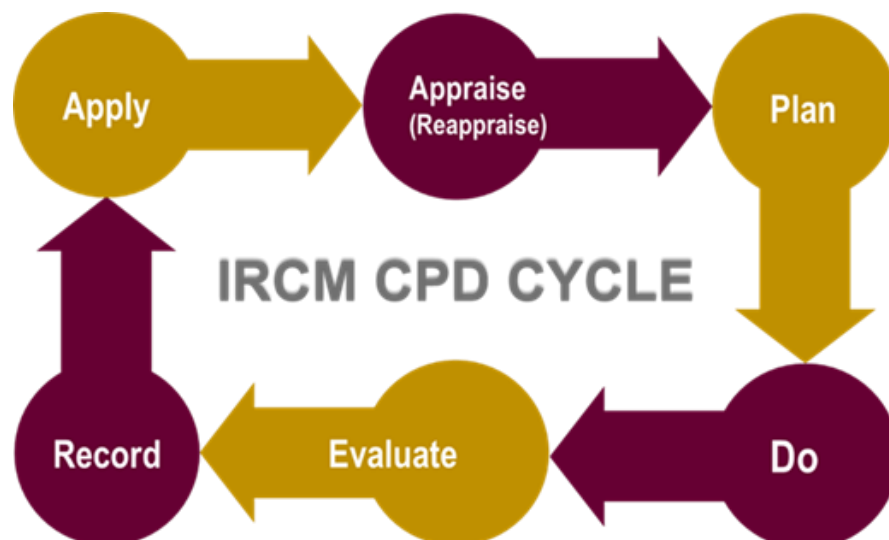 Apply
Appraise
(Reappraise)
Plan
IRCM CPD CYCLE
Record
Evaluate
Do